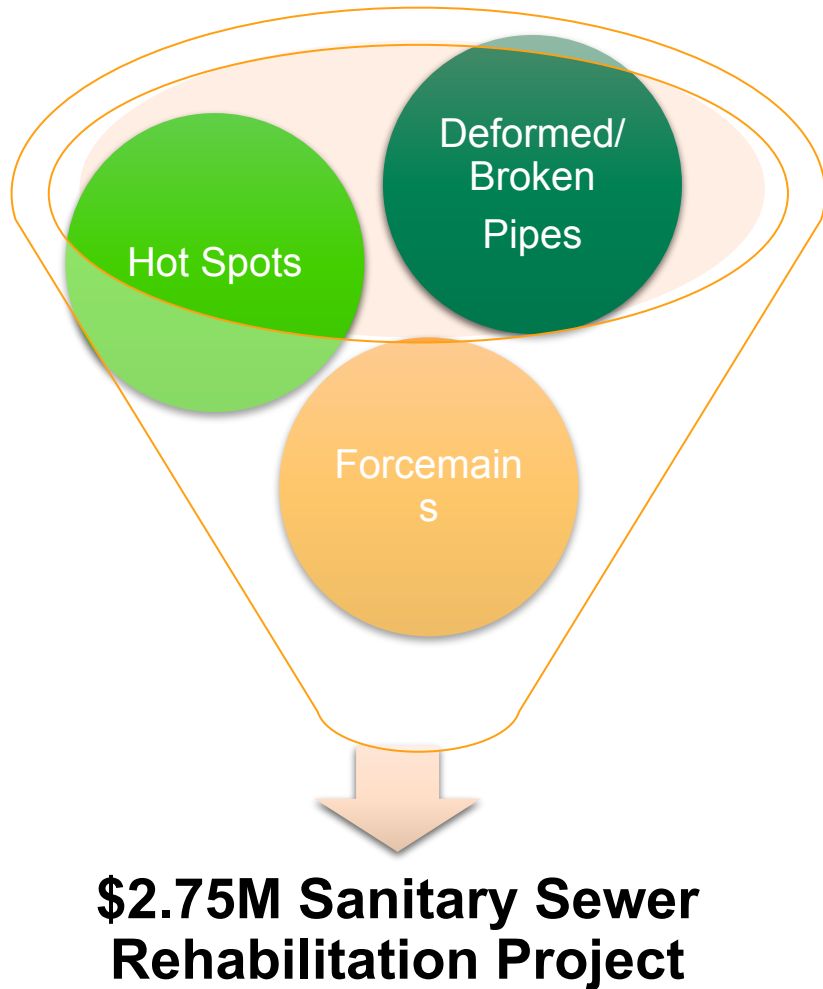 Deformed/
Broken
Pipes
Hot Spots
Forcemain
s
$2.75M Sanitary Sewer
Rehabilitation Project